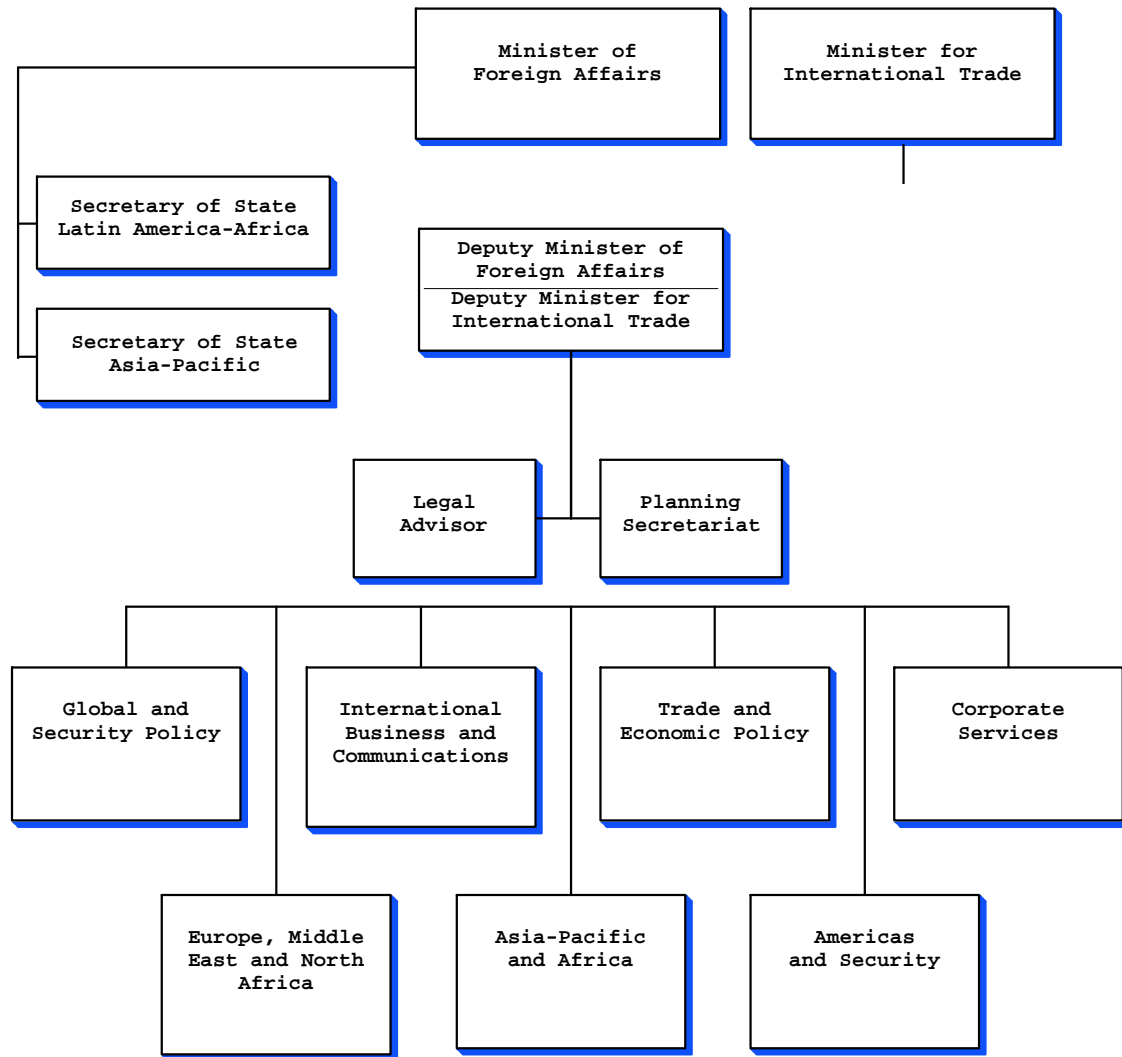 Minister of
Foreign Affairs
Minister for
International Trade
Secretary of State
Latin America-Africa
Deputy Minister of
Foreign Affairs
Deputy Minister for
International Trade
Secretary of State
Asia-Pacific
Legal
Advisor
Planning
Secretariat
Global and
Security Policy
International
Business and
Communications
Trade and
Economic Policy
Corporate
Services
Europe, Middle
East and North
Africa
Asia-Pacific
and Africa
Americas
and Security